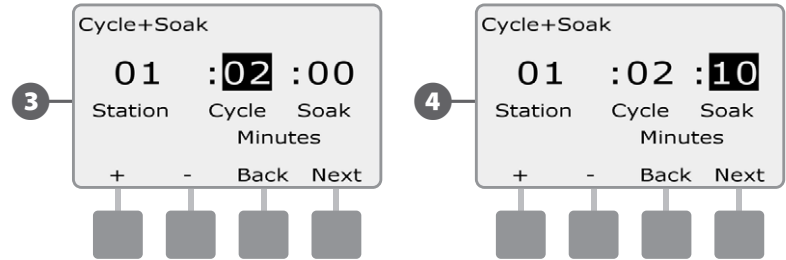 Cycle+Soak
01 :02 :00
Station Cycle Soak
Minutes
+ - Back Next
3
Cycle+Soak
01 :02 :10
Station Cycle Soak
Minutes
+ - Back Next
4